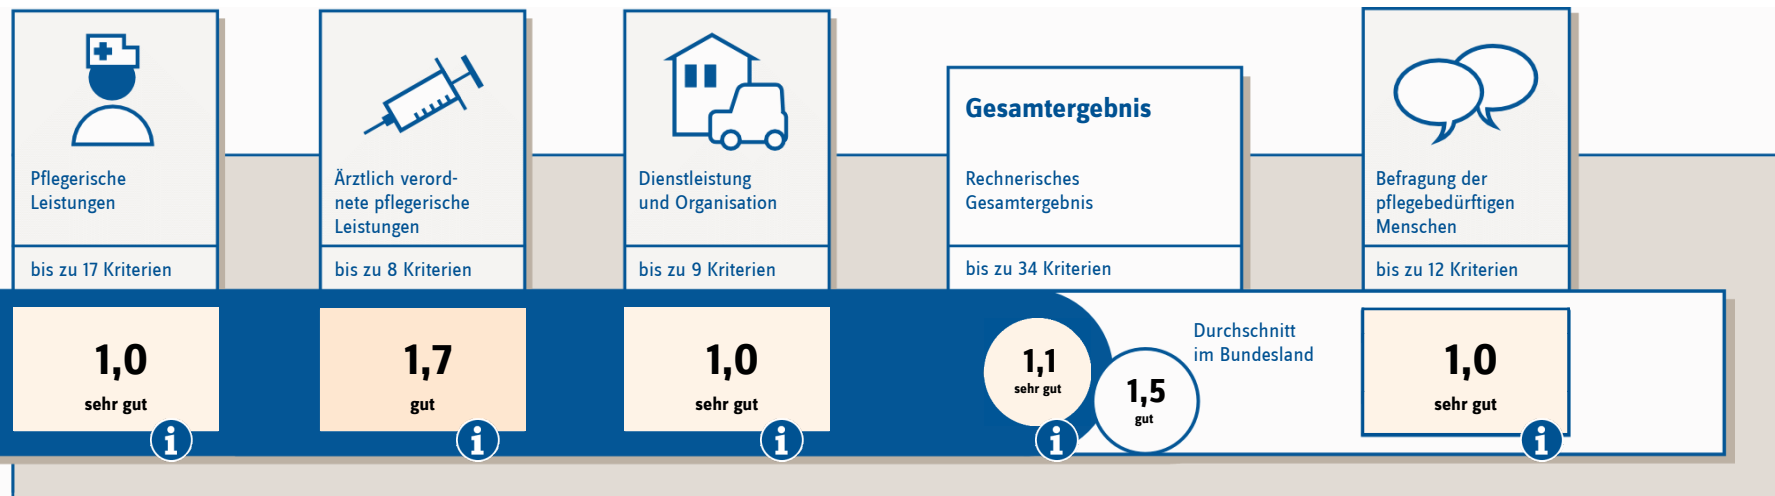 Pflegerische
Leistungen
bis zu 17 Kriterien
1,0
sehr gut
i
Ärztlich verord-
nete pflegerische
Leistungen
bis zu 8 Kriterien
1,7
gut
i
Dienstleistung
und Organisation
bis zu 9 Kriterien
1,0
sehr gut
i
Gesamtergebnis
Rechnerisches
Gesamtergebnis
bis zu 34 Kriterien
1,1
sehr gut
i
1,5
gut
Durchschnitt
im Bundesland
Befragung der
pflegebedürftigen
Menschen
bis zu 12 Kriterien
1,0
sehr gut
i